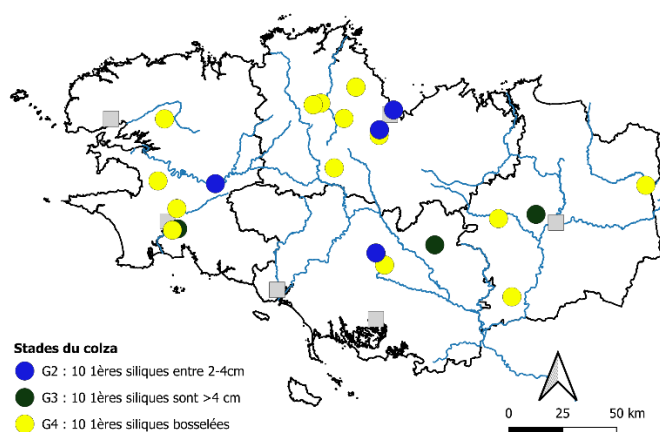 Stades du colza
G2 : 10 1ères siliques entre 2-4cm
G3 : 10 1ères siliques sont >4 cm
G4 : 10 1ères siliques bosselées
0 25 50 km